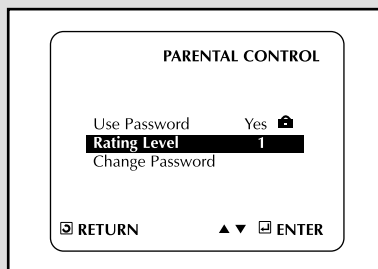 PARENTAL CONTROL
Use Password Yes
Rating Level 1
Change Password
RETURN ▲ ▼ ENTER